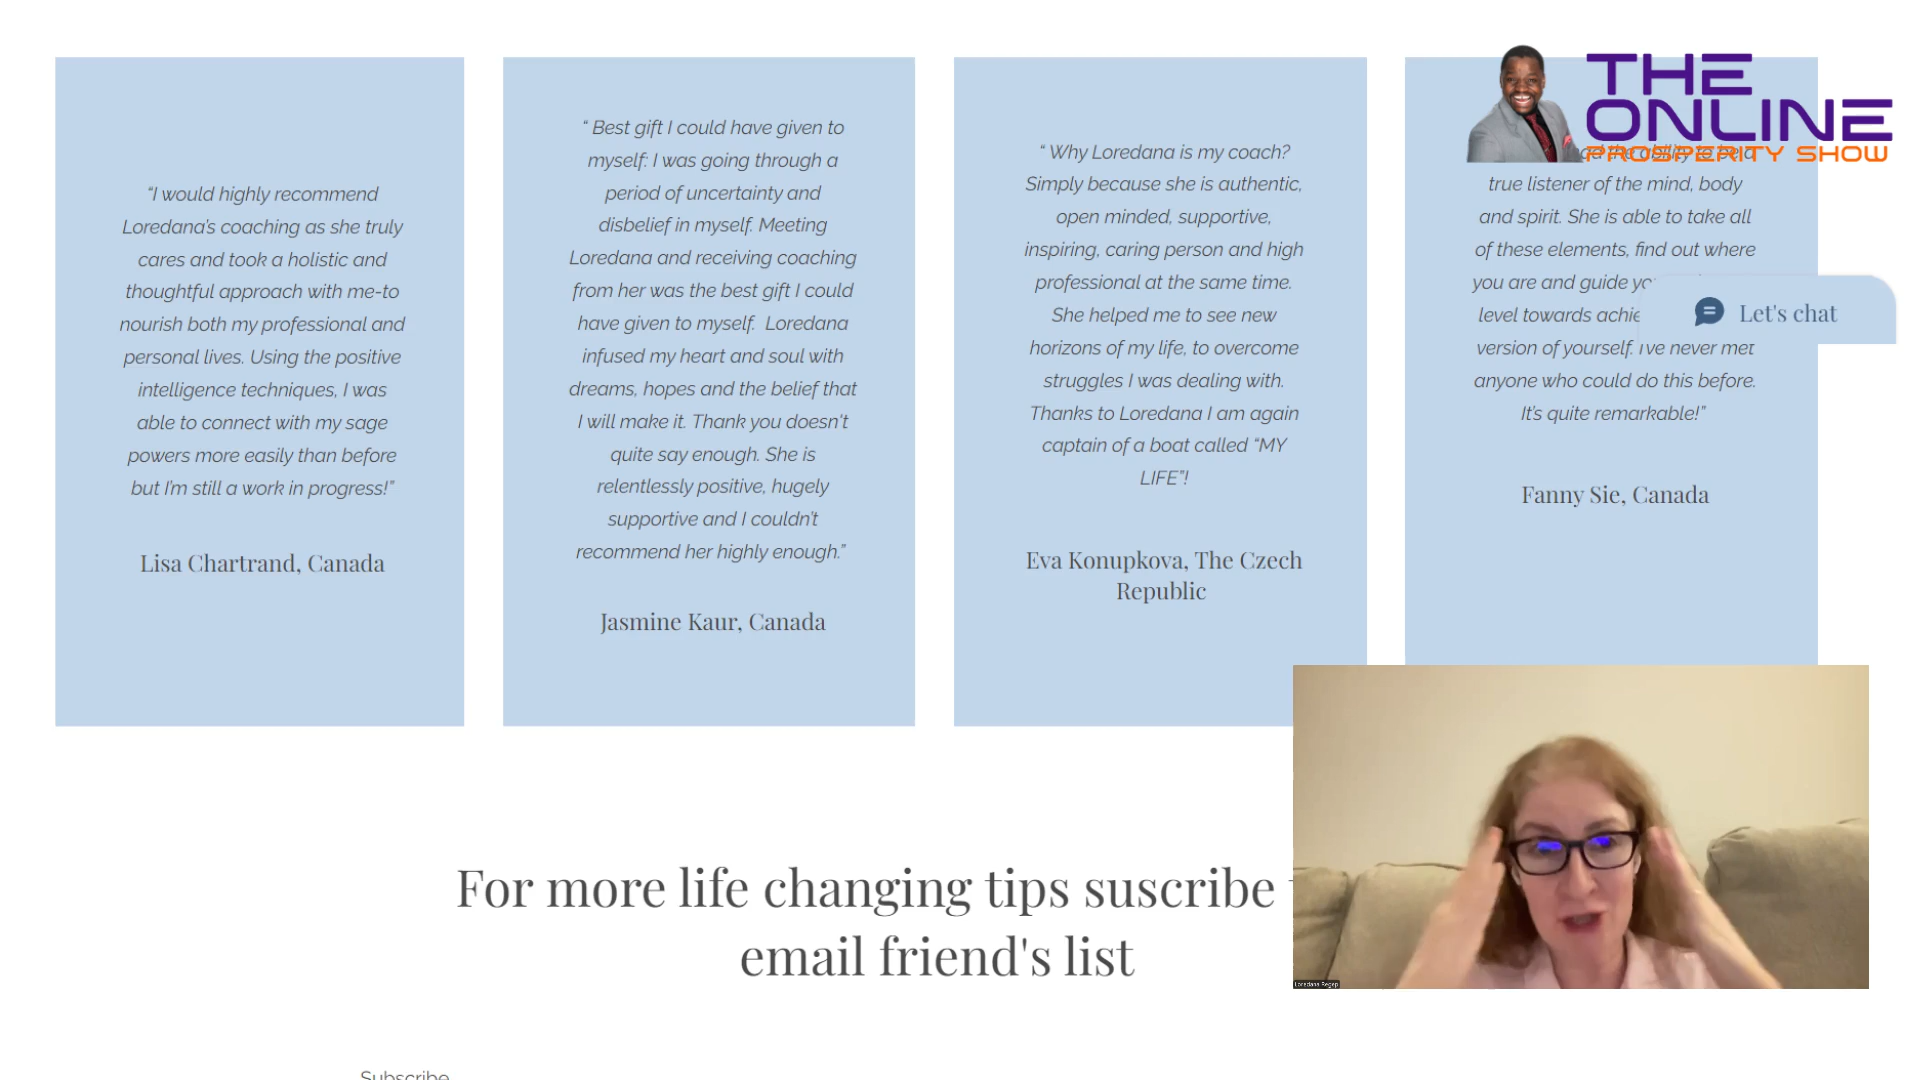 “I would highly recommend
Loredana’s coaching as she truly
cares and took a holistic and
thoughtful approach with me-to
nourish both my professional and
personal lives. Using the positive
intelligence techniques, I was
able to connect with my sage
powers more easily than before
but I’m still a work in progress!”
Lisa Chartrand, Canada
“ Best gift I could have given to
myself: I was going through a
period of uncertainty and
disbelief in myself. Meeting
Loredana and receiving coaching
from her was the best gift I could
have given to myself.  Loredana
infused my heart and soul with
dreams, hopes and the belief that
I will make it. Thank you doesn't
quite say enough. She is
relentlessly positive, hugely
supportive and I couldn’t
recommend her highly enough.”
Jasmine Kaur, Canada
“ Why Loredana is my coach?
Simply because she is authentic,
open minded, supportive,
inspiring, caring person and high
professional at the same time.
She helped me to see new
horizons of my life, to overcome
struggles I was dealing with.
Thanks to Loredana I am again
captain of a boat called “MY
LIFE”!
Eva Konupkova, The Czech
Republic
THE
ONLINE
PROSPERITY SHOW
the ability to be a
true listener of the mind, body
and spirit. She is able to take all
of these elements, find out where
you are and guide
level towards
version of yourself. I’ve never met
anyone who could do this before.
It’s quite remarkable!”
Fanny Sie, Canada
Let's chat
For more life changing tips suscribe
email friend's list
Subscribe
Loredana Regep